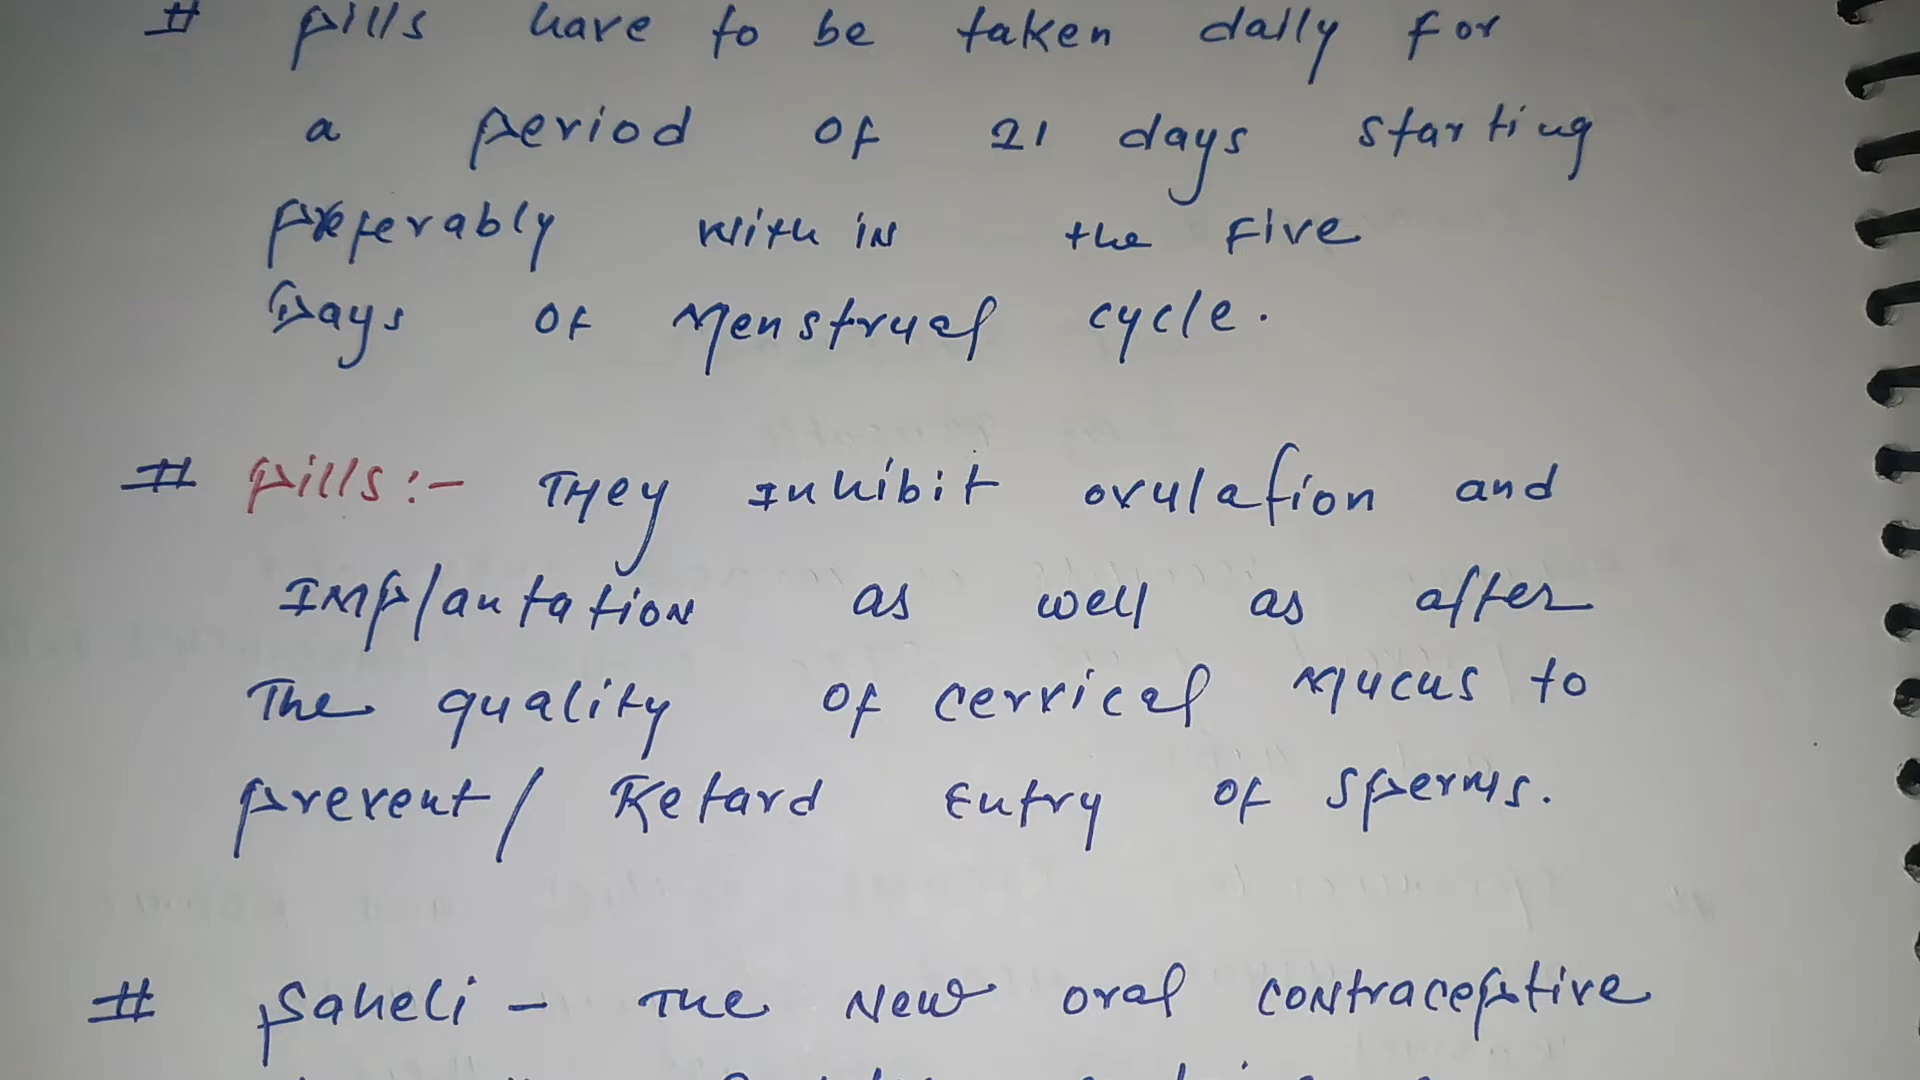 # pills have to be taken daily for
a period of 21 days starting
preferably with in the five
Days of Menstrual cycle.
# pills:- THey Inhibit ovulation and
IMplantation as well as after
The quality of cervical Mucus to
prevent/ Retard Entry of sperms.
# Saheli - The New oral contraceptive